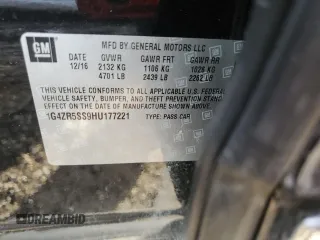 GM
MFD BY GENERAL MOTORS LLC
DATE GVWR GAWR FRT GAWR RR
12/16 2132 KG 1106 KG 1026 KG
4701 LB 2439 LB 2262 LB
THIS VEHICLE CONFORMS TO ALL APPLICABLE U.S. FEDERAL
SAFETY, BUMPER, AND THEFT PREVENTION STANDARDS
IN EFFECT ON THE DATE OF MANUFACTURE SHOWN ABOVE.
1G4ZR5SS9HU177221 TYPE: PASS CAR
DREAMBID